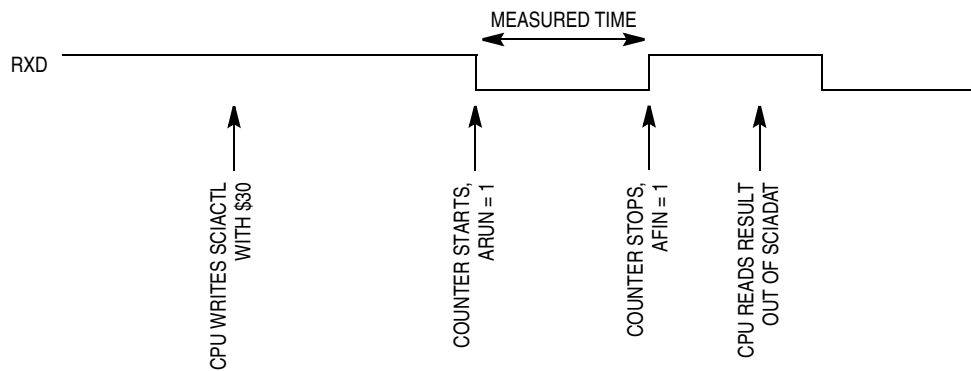 MEASURED TIME
RXD
CPU WRITES SCIACTL
WITH $30
COUNTER STARTS,
ARUN = 1
COUNTER STOPS,
AFIN = 1
CPU READS RESULT
OUT OF SCIADAT